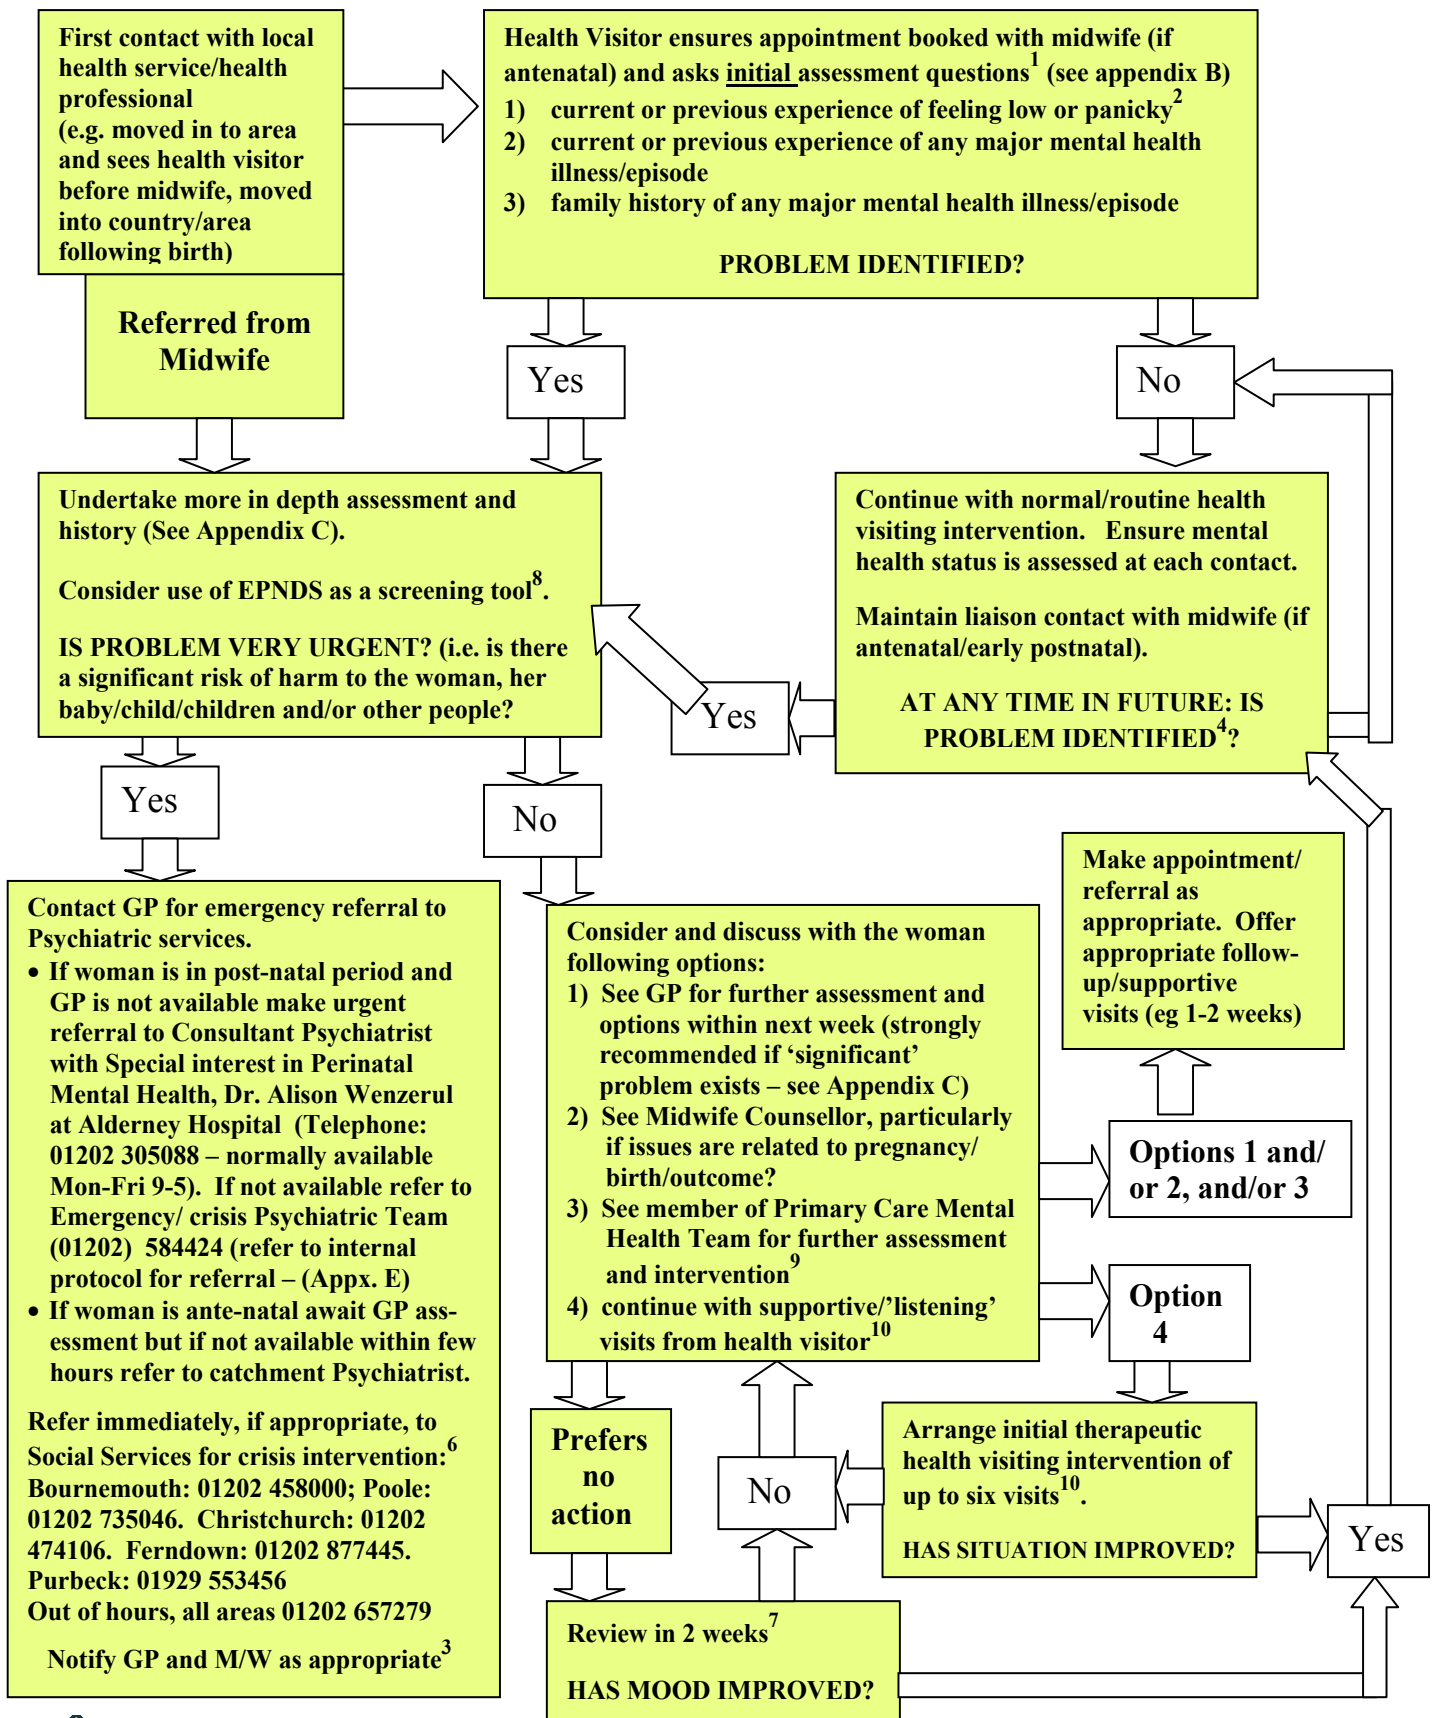 First contact with local
health service/health
professional
(e.g. moved in to area
and sees health visitor
before midwife, moved
into country/area
following birth)
Referred from
Midwife
Health Visitor ensures appointment booked with midwife (if
antenatal) and asks initial assessment questions1 (see appendix B)
1) current or previous experience of feeling low or panicky2
2) current or previous experience of any major mental health
illness/episode
3) family history of any major mental health illness/episode
PROBLEM IDENTIFIED?
Yes
No
Undertake more in depth assessment and
history (See Appendix C).
Consider use of EPNDS as a screening tool8.
IS PROBLEM VERY URGENT? (i.e. is there
a significant risk of harm to the woman, her
baby/child/children and/or other people?
Yes
Continue with normal/routine health
visiting intervention. Ensure mental
health status is assessed at each contact.
Maintain liaison contact with midwife (if
antenatal/early postnatal).
AT ANY TIME IN FUTURE: IS
PROBLEM IDENTIFIED4?
Yes
No
Contact GP for emergency referral to
Psychiatric services.
• If woman is in post-natal period and
GP is not available make urgent
referral to Consultant Psychiatrist
with Special interest in Perinatal
Mental Health, Dr. Alison Wenzerul
at Alderney Hospital (Telephone:
01202 305088 – normally available
Mon-Fri 9-5). If not available refer to
Emergency/ crisis Psychiatric Team
(01202) 584424 (refer to internal
protocol for referral – (Appx. E)
• If woman is ante-natal await GP ass-
essment but if not available within few
hours refer to catchment Psychiatrist.
Refer immediately, if appropriate, to
Social Services for crisis intervention:6
Bournemouth: 01202 458000; Poole:
01202 735046. Christchurch: 01202
474106. Ferndown: 01202 877445.
Purbeck: 01929 553456
Out of hours, all areas 01202 657279
Notify GP and M/W as appropriate3
Consider and discuss with the woman
following options:
1) See GP for further assessment and
options within next week (strongly
recommended if ‘significant’
problem exists – see Appendix C)
2) See Midwife Counsellor, particularly
if issues are related to pregnancy/
birth/outcome?
3) See member of Primary Care Mental
Health Team for further assessment
and intervention9
4) continue with supportive/’listening’
visits from health visitor10
Make appointment/
referral as
appropriate. Offer
appropriate follow-
up/supportive
visits (eg 1-2 weeks)
Options 1 and/
or 2, and/or 3
Option
4
Prefers
no
action
No
Arrange initial therapeutic
health visiting intervention of
up to six visits10.
HAS SITUATION IMPROVED?
Yes
Review in 2 weeks7
HAS MOOD IMPROVED?